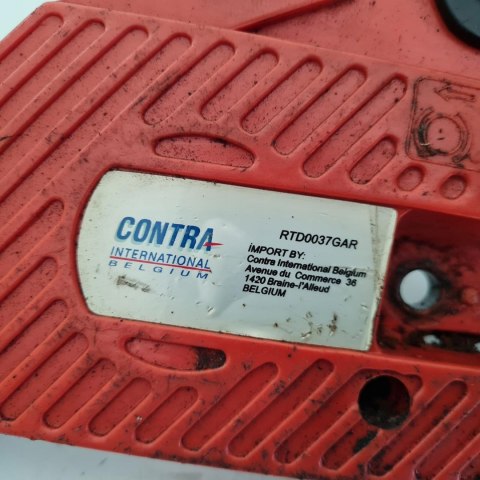 CONTRA
INTERNATIONAL
BELGIUM
RTD0037GAR
IMPORT BY:
Contra International Belgium
Avenue du Commerce 36
1420 Braine-l'Alleud
BELGIUM